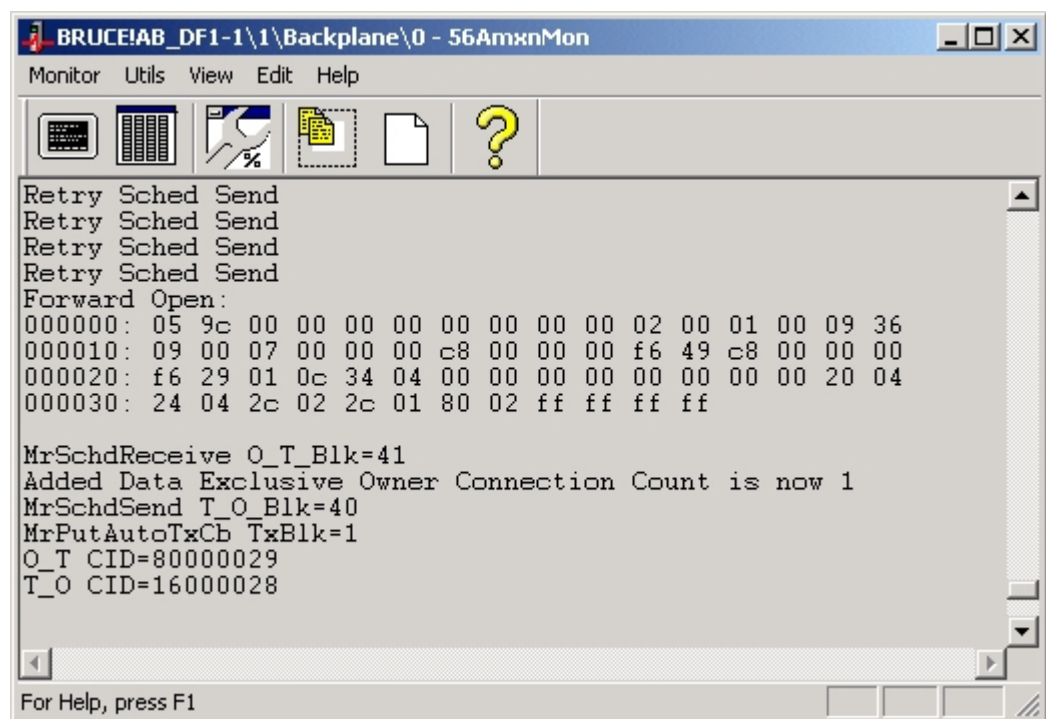 BRUCE!AB_DF1-1\1\Backplane\0 - 56AmxnMon
Monitor Utils View Edit Help
Retry Sched Send
Retry Sched Send
Retry Sched Send
Retry Sched Send
Forward Open:
000000: 05 9c 00 00 00 00 00 00 00 00 02 00 01 00 09 36
000010: 09 00 07 00 00 00 c8 00 00 00 f6 49 c8 00 00 00
000020: f6 29 01 0c 34 04 00 00 00 00 00 00 00 00 20 04
000030: 24 04 2c 02 2c 01 80 02 ff ff ff ff
MrSchdReceive O_T_Blk=41
Added Data Exclusive Owner Connection Count is now 1
MrSchdSend T_O_Blk=40
MrPutAutoTxCb TxBlk=1
O_T CID=80000029
T_O CID=16000028
For Help, press F1